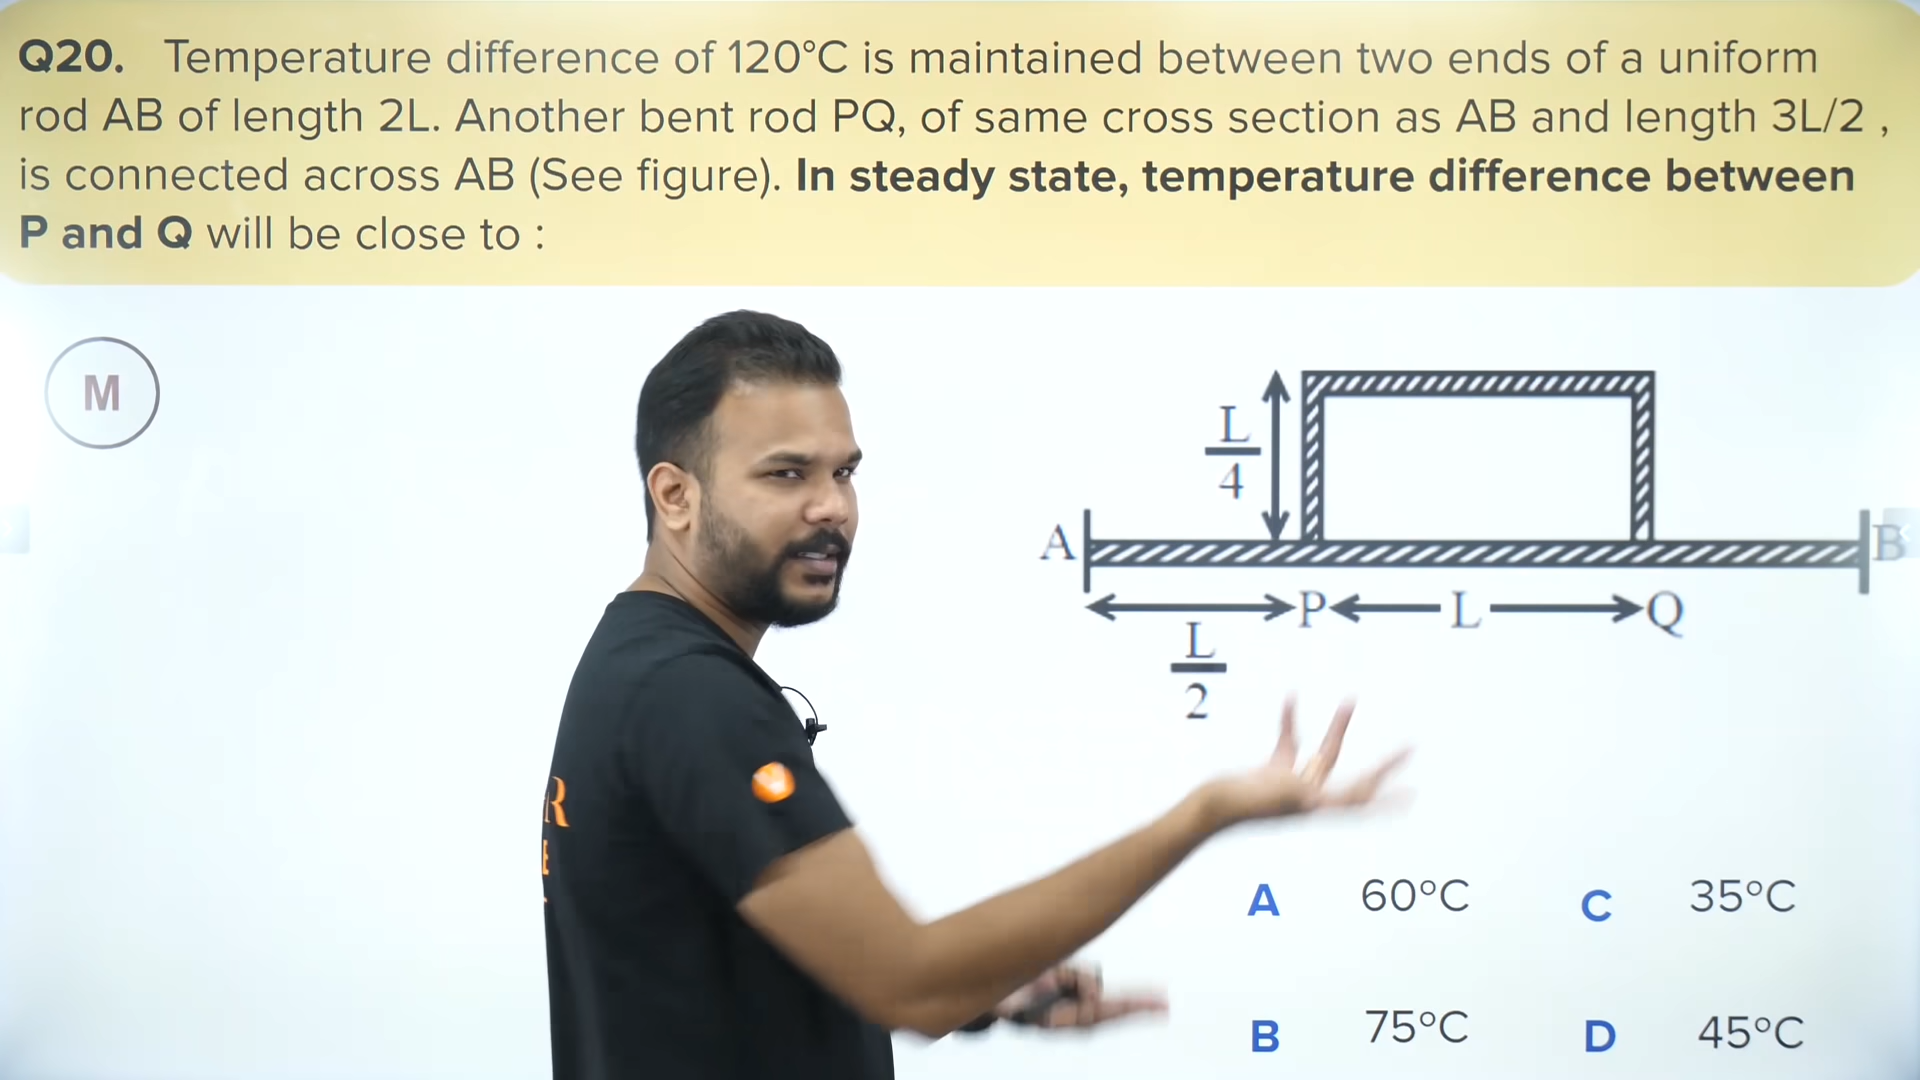 Q20. Temperature difference of 120°C is maintained between two ends of a uniform
rod AB of length 2L. Another bent rod PQ, of same cross section as AB and length 3L/2 ,
is connected across AB (See figure). In steady state, temperature difference between
P and Q will be close to :
M
L
4
A
B
P
L
Q
L
2
R
E
A 60°C
C 35°C
B 75°C
D 45°C